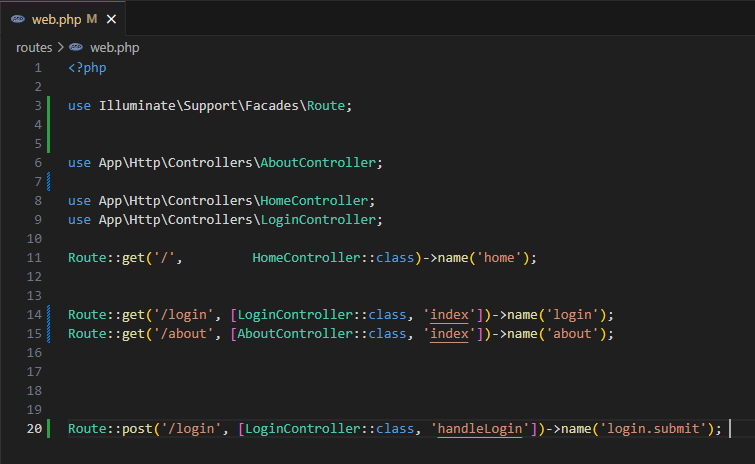 web.php M ×
routes > web.php
1 <?php
2
3 use Illuminate\Support\Facades\Route;
4
5
6 use App\Http\Controllers\AboutController;
7
8 use App\Http\Controllers\HomeController;
9 use App\Http\Controllers\LoginController;
10
11 Route::get('/',         HomeController::class)->name('home');
12
13
14 Route::get('/login', [LoginController::class, 'index'])->name('login');
15 Route::get('/about', [AboutController::class, 'index'])->name('about');
16
17
18
19
20 Route::post('/login', [LoginController::class, 'handleLogin'])->name('login.submit');